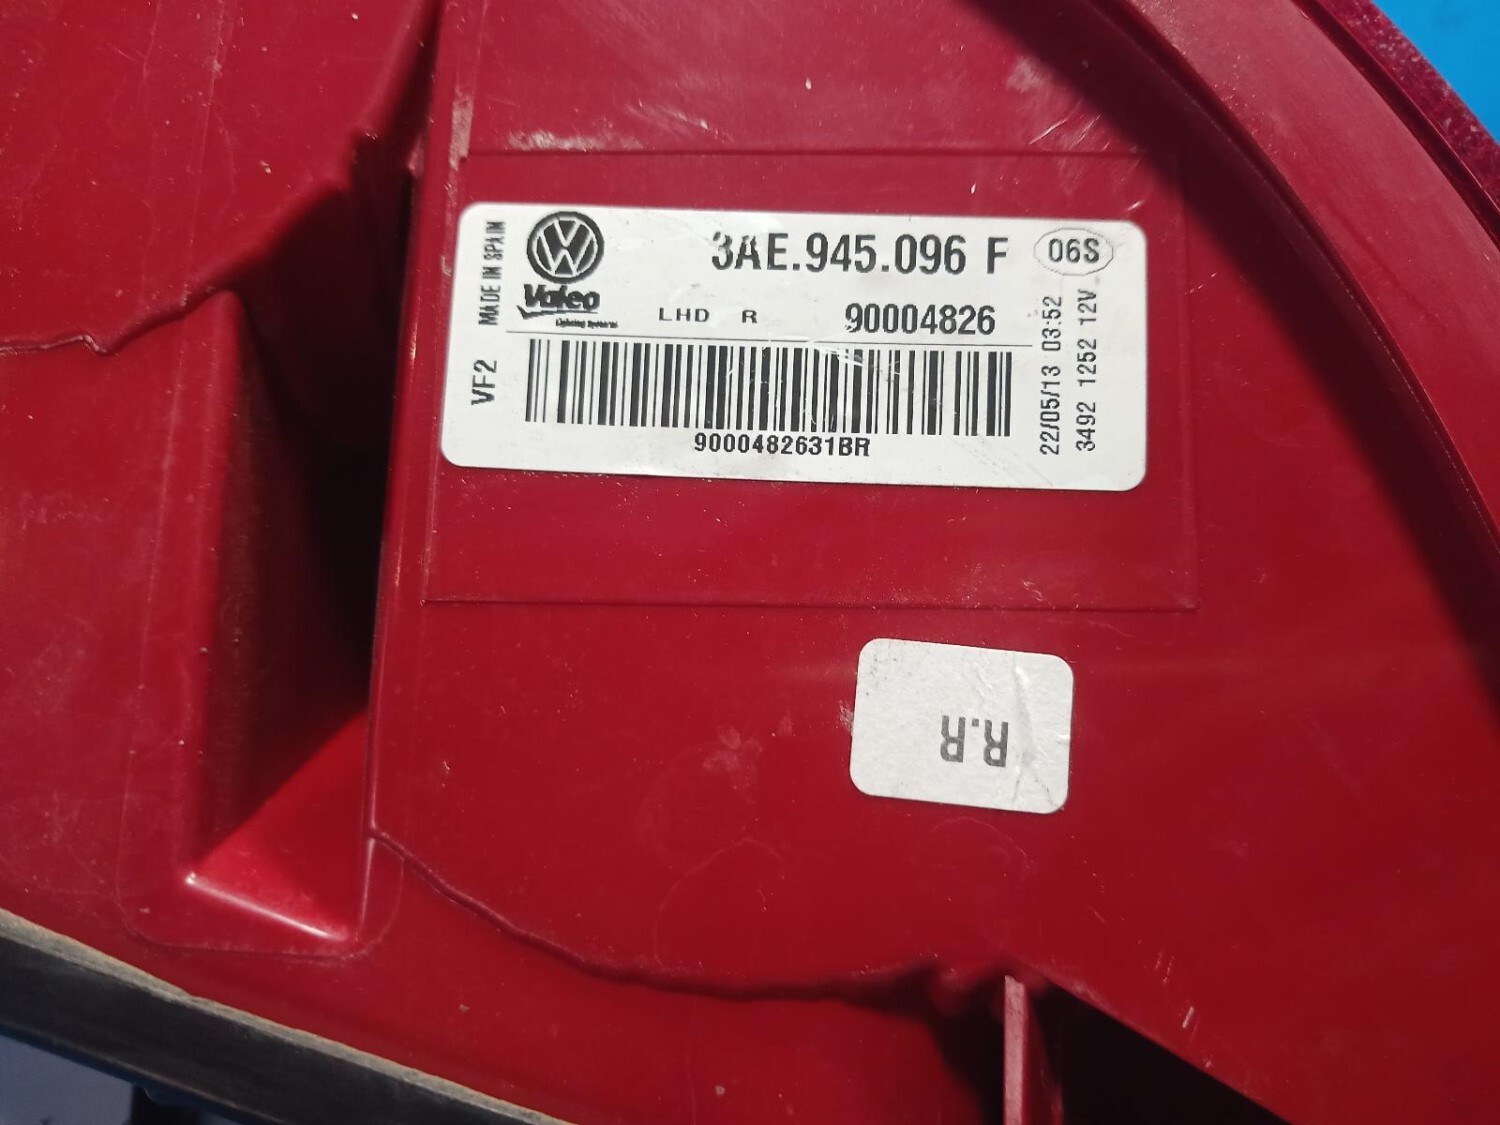 MADE IN SPAIN
Valeo
Lighting Systems
3AE.945.096 F
06S
LHD R
90004826
VF2
9000482631BR
22/05/13 03:52
3492 1252 12V
R.R